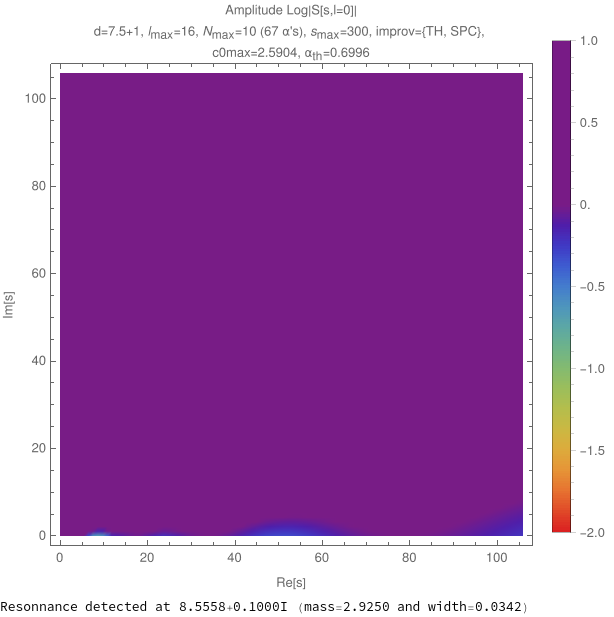 Amplitude Log|S[s,l=0]|
d=7.5+1, lmax=16, Nmax=10 (67 α's), smax=300, improv={TH, SPC},
c0max=2.5904, αth=0.6996
1.0
0.5
0.
-0.5
-1.0
-1.5
-2.0
100
80
60
40
20
0
Im[s]
0 20 40 60 80 100
Re[s]
Resonnance detected at 8.5558+0.1000I (mass=2.9250 and width=0.0342)